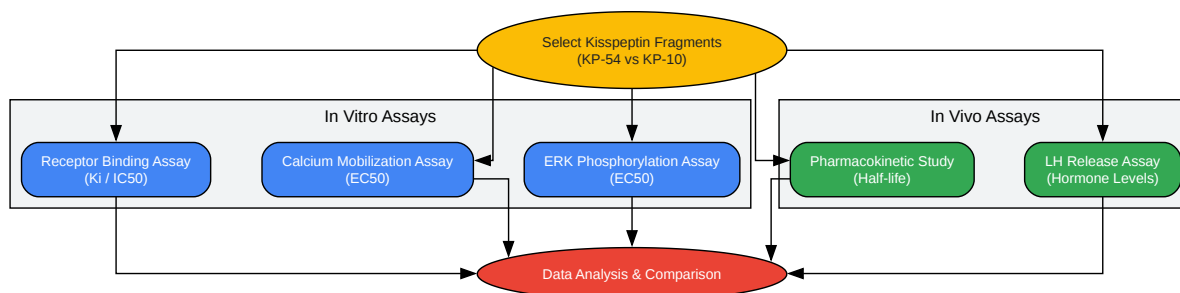 Select Kisspeptin Fragments
(KP-54 vs KP-10)
In Vitro Assays
In Vivo Assays
Receptor Binding Assay
(Ki / IC50)
Calcium Mobilization Assay
(EC50)
ERK Phosphorylation Assay
(EC50)
Pharmacokinetic Study
(Half-life)
LH Release Assay
(Hormone Levels)
Data Analysis & Comparison